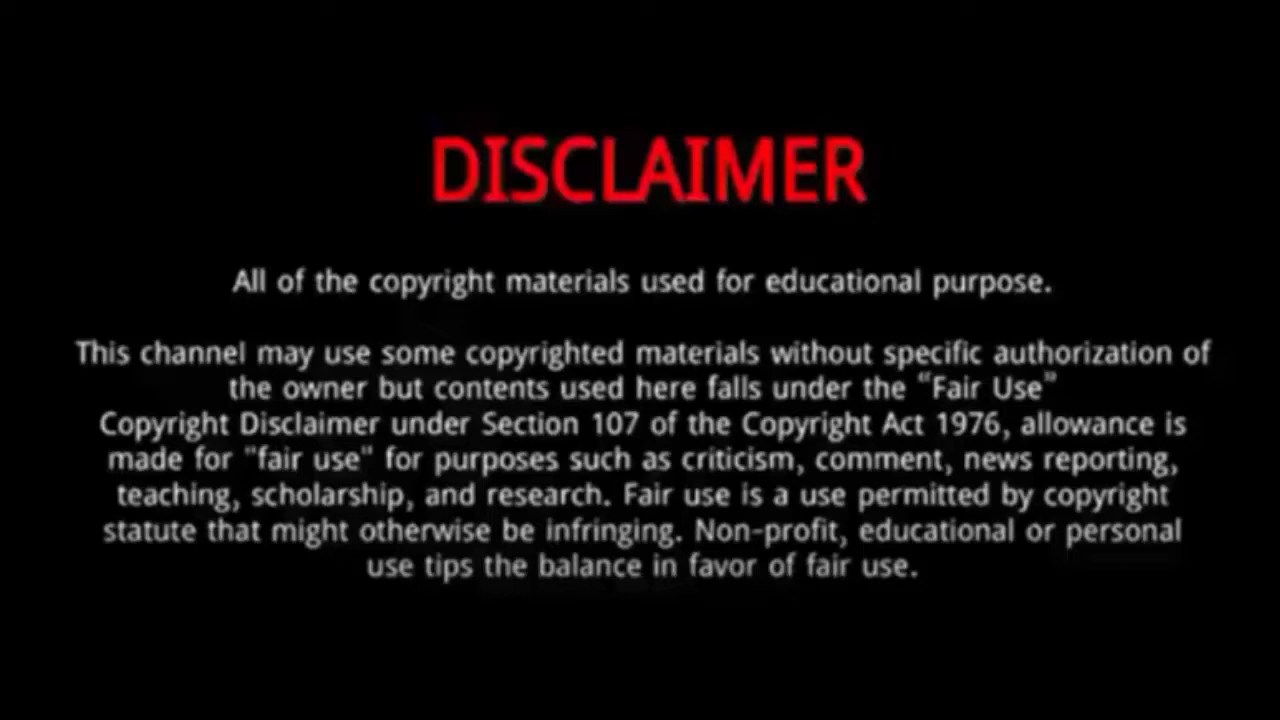 DISCLAIMER
All of the copyright materials used for educational purpose.
This channel may use some copyrighted materials without specific authorization of
the owner but contents used here falls under the “Fair Use”
Copyright Disclaimer under Section 107 of the Copyright Act 1976, allowance is
made for "fair use" for purposes such as criticism, comment, news reporting,
teaching, scholarship, and research. Fair use is a use permitted by copyright
statute that might otherwise be infringing. Non-profit, educational or personal
use tips the balance in favor of fair use.